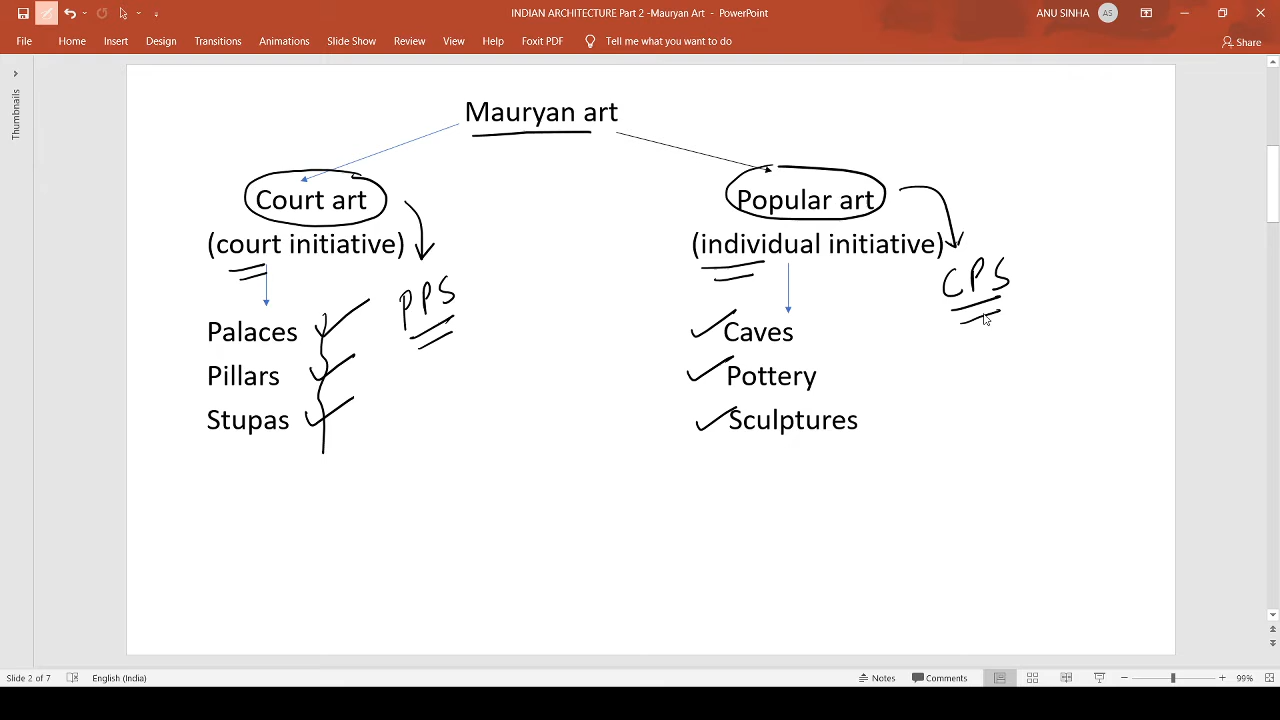 INDIAN ARCHITECTURE Part 2 -Mauryan Art - PowerPoint
ANU SINHA AS
File Home Insert Design Transitions Animations Slide Show Review View Help Foxit PDF Tell me what you want to do Share
Thumbnails
Mauryan art
Court art
(court initiative)
PPS
Palaces
Pillars
Stupas
Popular art
(individual initiative)
CPS
Caves
Pottery
Sculptures
Slide 2 of 7 English (India) Notes Comments 99%